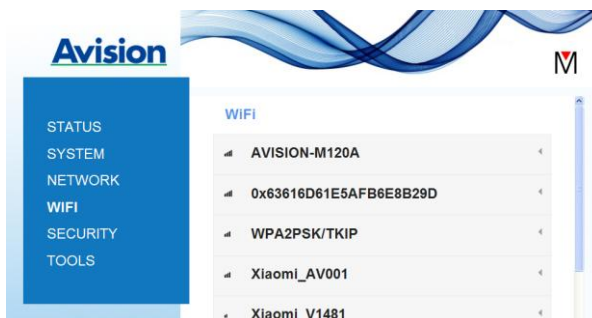 Avision
STATUS
SYSTEM
NETWORK
WIFI
SECURITY
TOOLS
WiFi
AVISION-M120A
0x63616D61E5AFB6E8B29D
WPA2PSK/TKIP
Xiaomi_AV001
Xiaomi_V1481